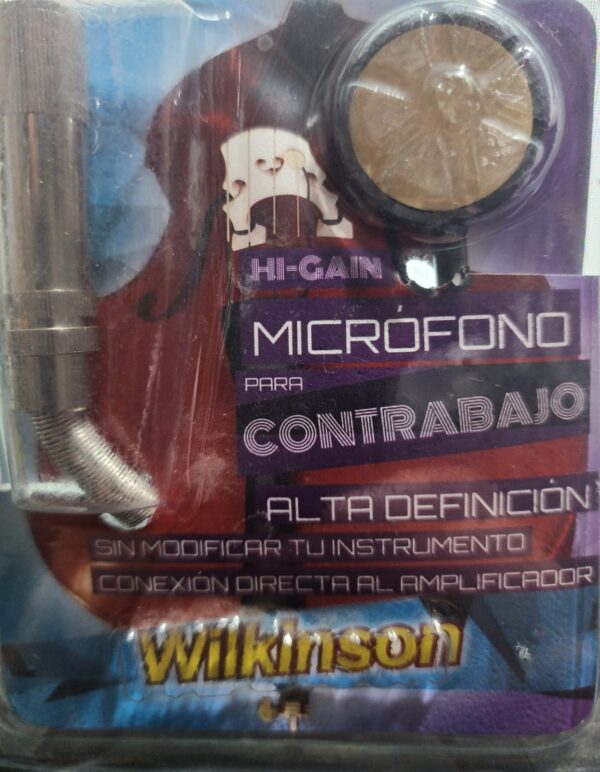 HI-GAIN
MICRÓFONO
PARA
CONTRABAJO
ALTA DEFINICIÓN
SIN MODIFICAR TU INSTRUMENTO
CONEXIÓN DIRECTA AL AMPLIFICADOR
Wilkinson